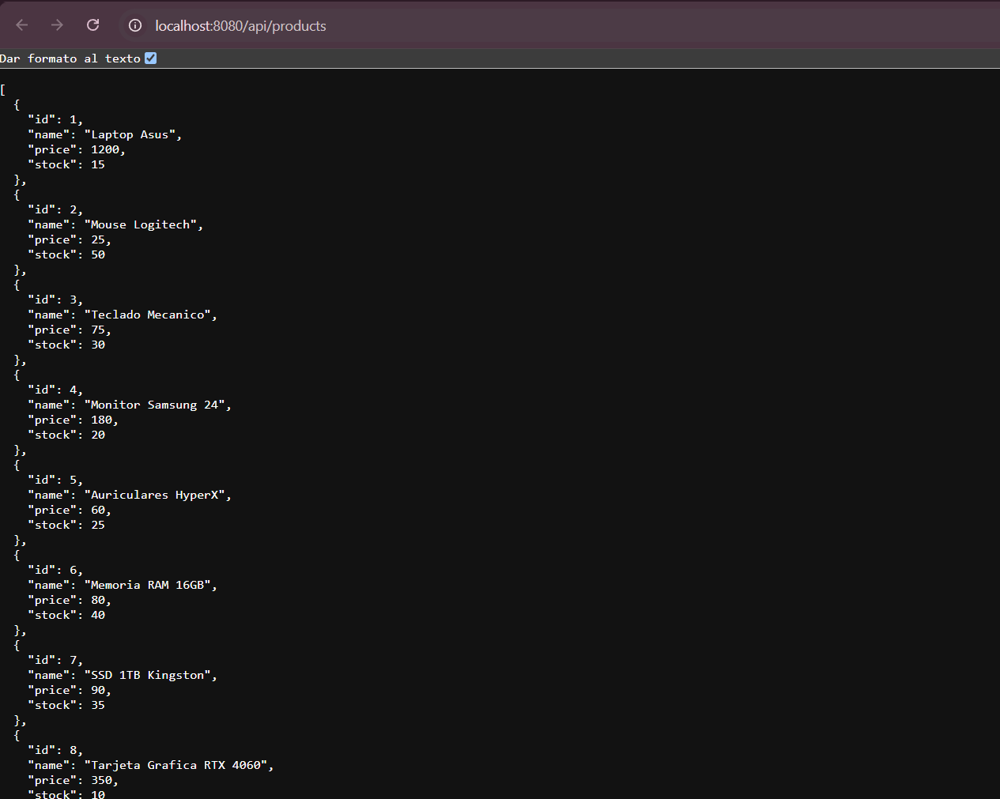 localhost:8080/api/products
Dar formato al texto
[
  {
    "id": 1,
    "name": "Laptop Asus",
    "price": 1200,
    "stock": 15
  },
  {
    "id": 2,
    "name": "Mouse Logitech",
    "price": 25,
    "stock": 50
  },
  {
    "id": 3,
    "name": "Teclado Mecanico",
    "price": 75,
    "stock": 30
  },
  {
    "id": 4,
    "name": "Monitor Samsung 24",
    "price": 180,
    "stock": 20
  },
  {
    "id": 5,
    "name": "Auriculares HyperX",
    "price": 60,
    "stock": 25
  },
  {
    "id": 6,
    "name": "Memoria RAM 16GB",
    "price": 80,
    "stock": 40
  },
  {
    "id": 7,
    "name": "SSD 1TB Kingston",
    "price": 90,
    "stock": 35
  },
  {
    "id": 8,
    "name": "Tarjeta Grafica RTX 4060",
    "price": 350,
    "stock": 10